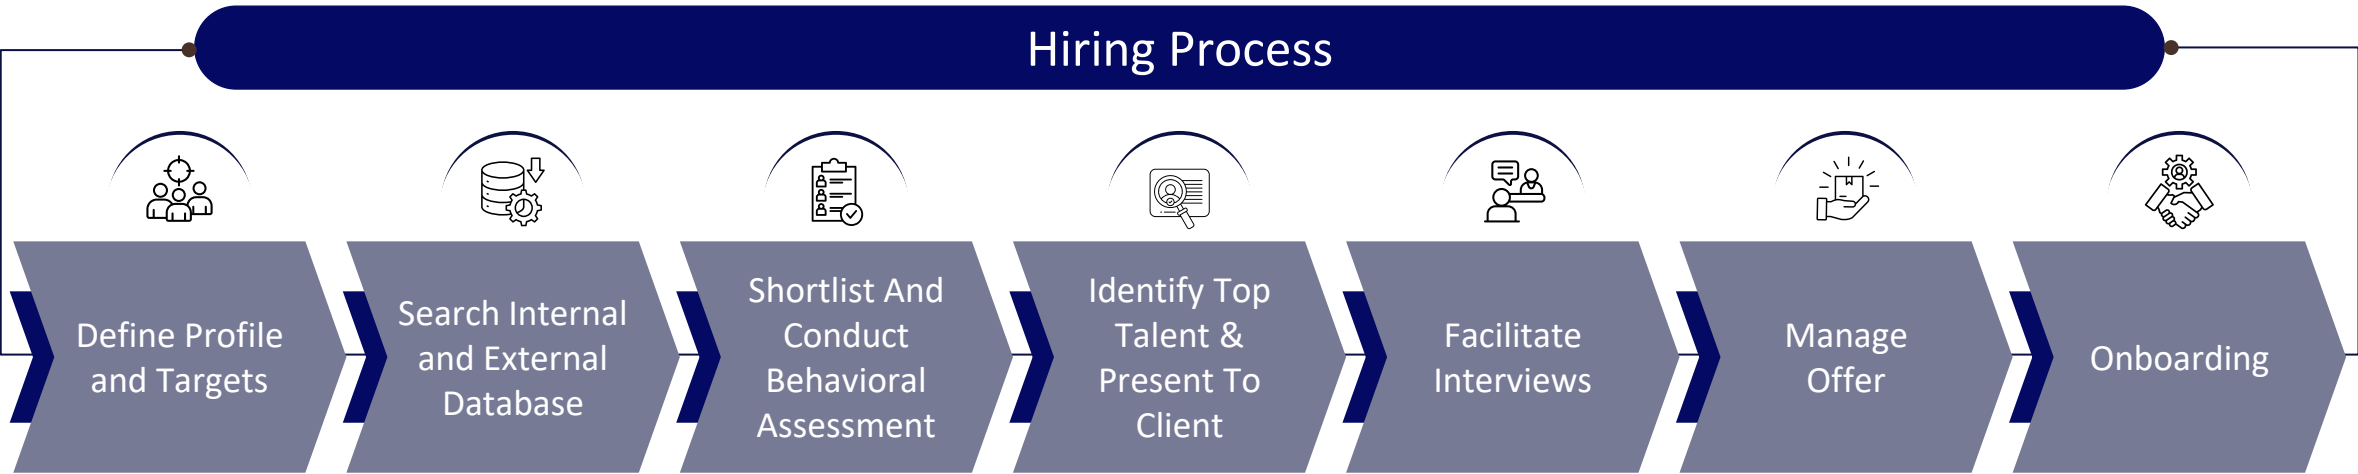 Hiring Process
Define Profile
and Targets
Search Internal
and External
Database
Shortlist And
Conduct
Behavioral
Assessment
Identify Top
Talent &
Present To
Client
Facilitate
Interviews
Manage
Offer
Onboarding